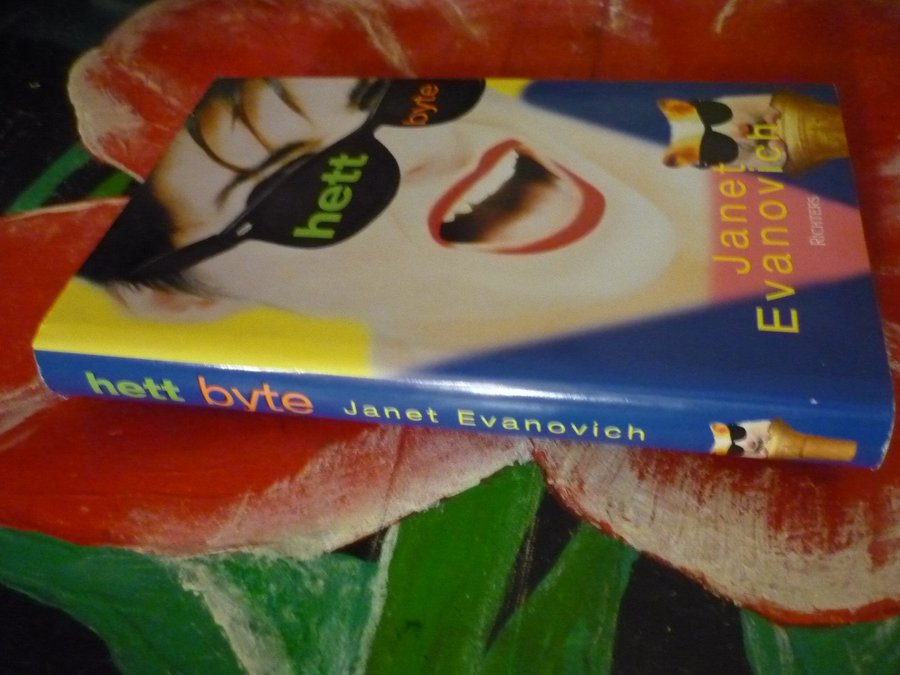 hett
byte
Janet
Evanovich
RICHTERS
hett byte Janet Evanovich